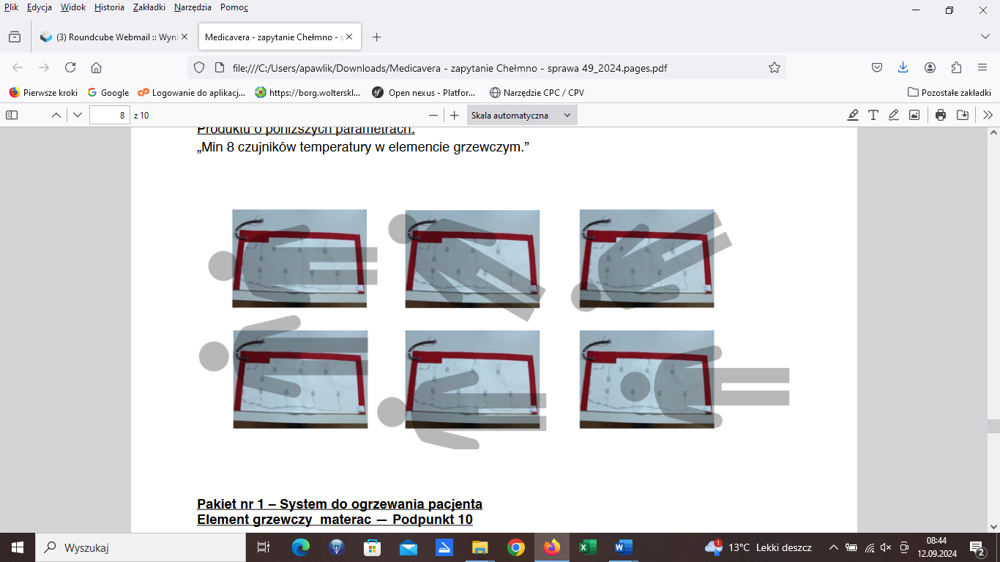 Plik Edycja Widok Historia Zakładki Narzędzia Pomoc
(3) Roundcube Webmail :: Wyni
Medicavera - zapytanie Chełmno - s
file:///C:/Users/apawlik/Downloads/Medicavera - zapytanie Chełmno - sprawa 49_2024.pages.pdf
Pierwsze kroki Google Logowanie do aplikacj... https://borg.woltersk l... Open nexus - Platfor... Narzędzie CPC / CPV Pozostałe zakładki
8 z 10 Skala automatyczna
Produktu o poniższych parametrach:
„Min 8 czujników temperatury w elemencie grzewczym.”
Pakiet nr 1 – System do ogrzewania pacjenta
Element grzewczy materac — Podpunkt 10
Wyszukaj
13°C Lekki deszcz
08:44
12.09.2024
2